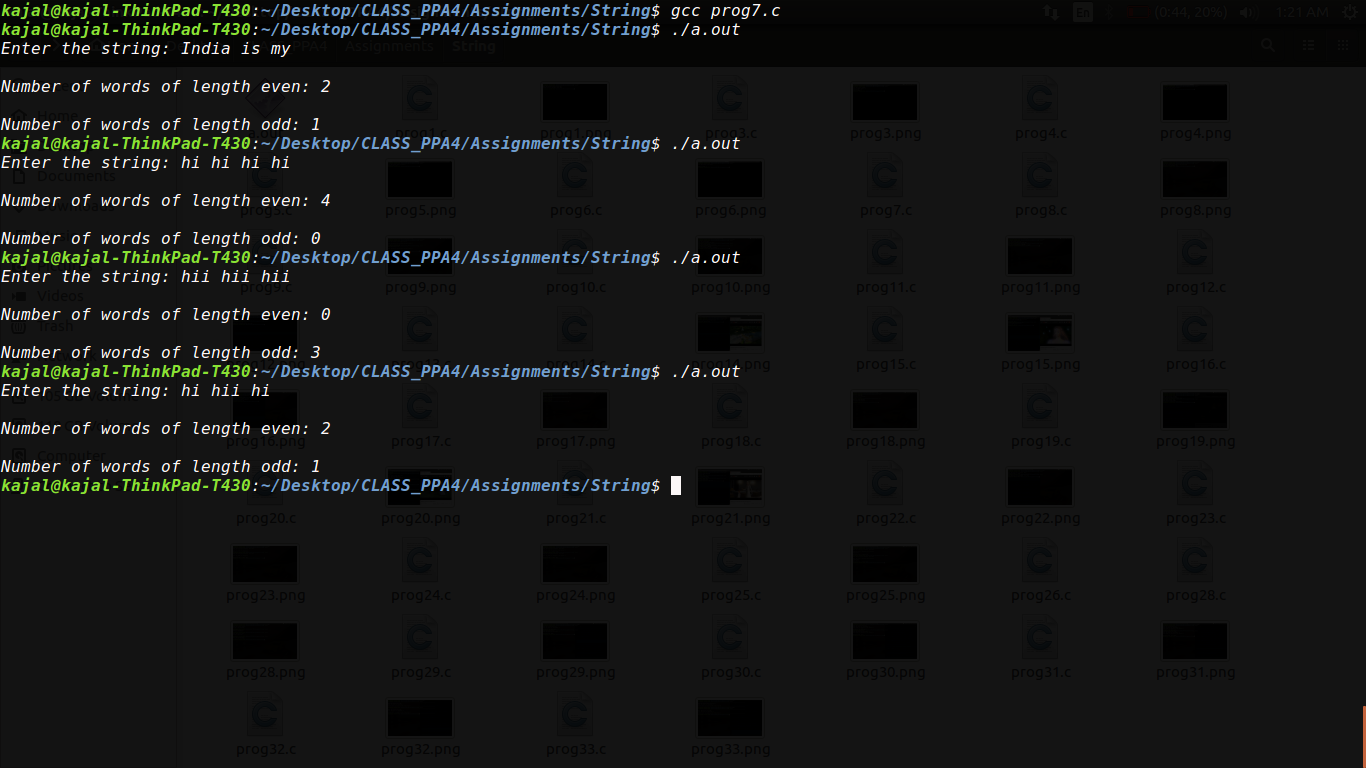 kajal@kajal-ThinkPad-T430:~/Desktop/CLASS_PPA4/Assignments/String$ gcc prog7.c
(0:44, 20%) 1:21 AM
En
kajal@kajal-ThinkPad-T430:~/Desktop/CLASS_PPA4/Assignments/String$ ./a.out
Enter the string: India is my
PPA4 Assignments String

Number of words of length even: 2

Number of words of length odd: 1
prog1.c prog1.png prog3.c prog3.png prog4.c prog4.png
kajal@kajal-ThinkPad-T430:~/Desktop/CLASS_PPA4/Assignments/String$ ./a.out
Enter the string: hi hi hi hi
Documents

Number of words of length even: 4
prog5.c prog5.png prog6.c prog6.png prog7.c prog8.c prog8.png

Number of words of length odd: 0
kajal@kajal-ThinkPad-T430:~/Desktop/CLASS_PPA4/Assignments/String$ ./a.out
Enter the string: hii hii hii
prog9.c prog9.png prog10.c prog10.png prog11.c prog11.png prog12.c
Videos

Number of words of length even: 0
Trash

Number of words of length odd: 3
prog14.png prog15.c prog15.png prog16.c
kajal@kajal-ThinkPad-T430:~/Desktop/CLASS_PPA4/Assignments/String$ ./a.out
Enter the string: hi hii hi

Number of words of length even: 2
prog16.png prog17.c prog17.png prog18.c prog18.png prog19.c prog19.png
Computer

Number of words of length odd: 1
kajal@kajal-ThinkPad-T430:~/Desktop/CLASS_PPA4/Assignments/String$
prog20.c prog20.png prog21.c prog21.png prog22.c prog22.png prog23.c
prog23.png prog24.c prog24.png prog25.c prog25.png prog26.c prog28.c
prog28.png prog29.c prog29.png prog30.c prog30.png prog31.c prog31.png
prog32.c prog32.png prog33.c prog33.png